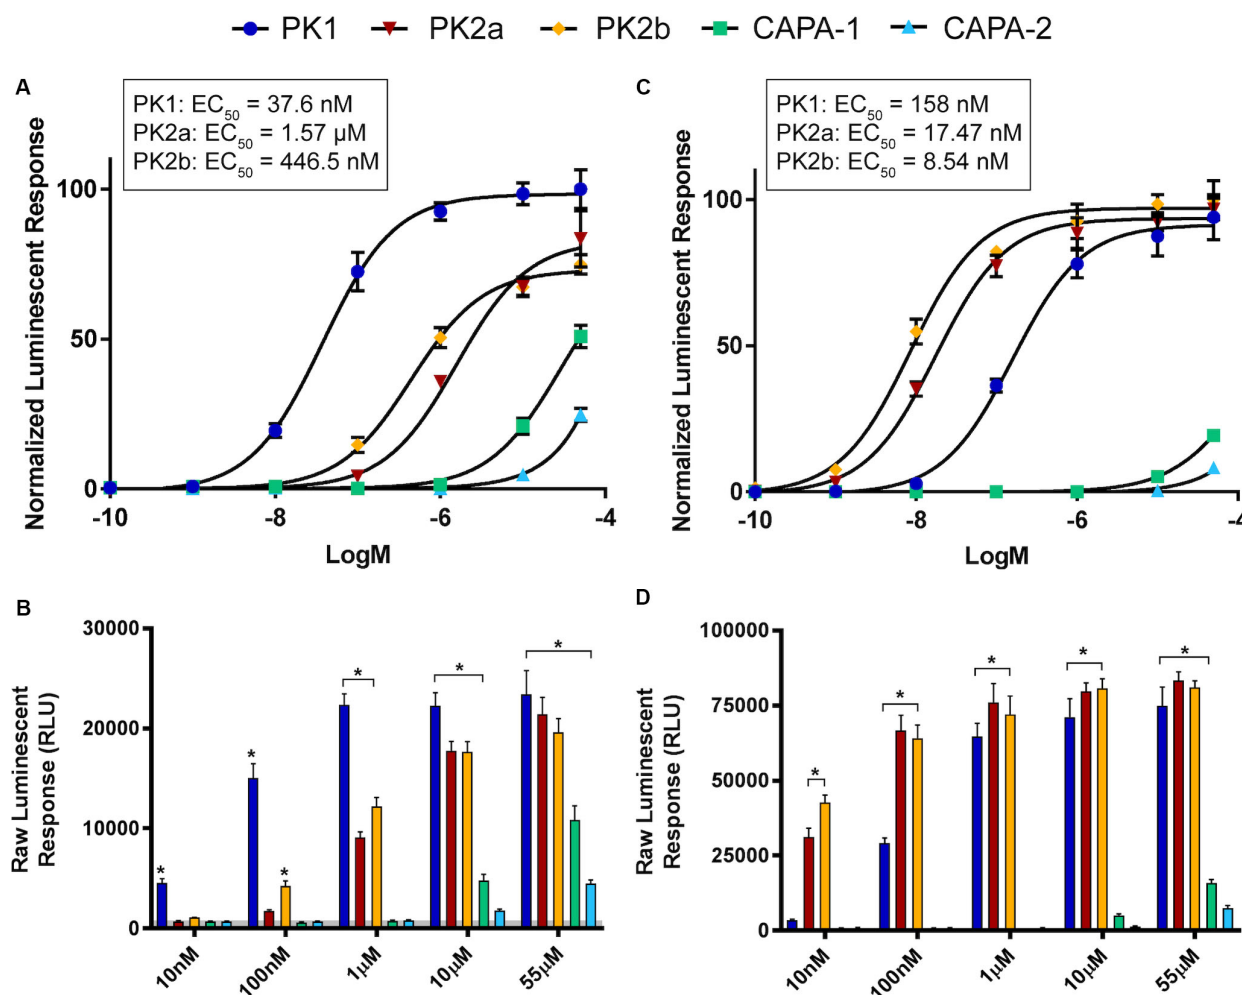 PK1 PK2a PK2b CAPA-1 CAPA-2
A
PK1: EC50 = 37.6 nM
PK2a: EC50 = 1.57 µM
PK2b: EC50 = 446.5 nM
Normalized Luminescent Response
100
50
0
-10 -8 -6 -4
LogM
C
PK1: EC50 = 158 nM
PK2a: EC50 = 17.47 nM
PK2b: EC50 = 8.54 nM
Normalized Luminescent Response
100
50
0
-10 -8 -6 -4
LogM
B
Raw Luminescent
Response (RLU)
30000
20000
10000
0
* * * * * *
10nM 100nM 1µM 10µM 55µM
D
Raw Luminescent
Response (RLU)
100000
75000
50000
25000
0
* * * * *
10nM 100nM 1µM 10µM 55µM